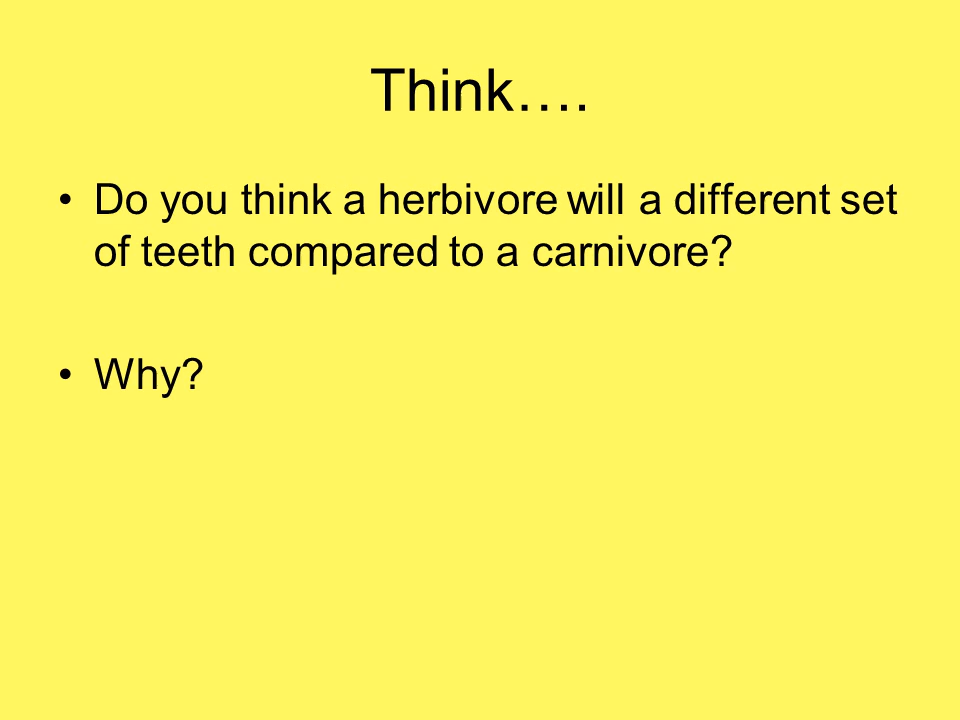 Think….
• Do you think a herbivore will a different set
of teeth compared to a carnivore?
• Why?